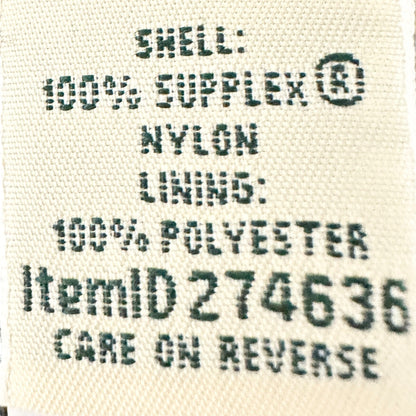 SHELL:
100% SUPPLEX®
NYLON
LINING:
100% POLYESTER
ItemID 274636
CARE ON REVERSE